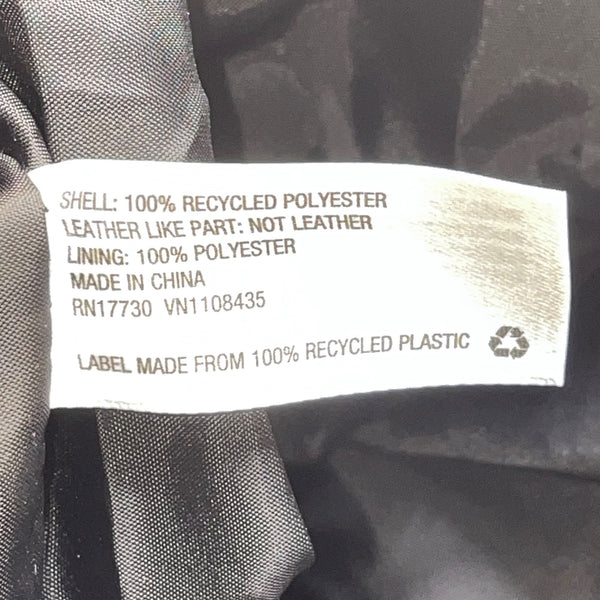 SHELL: 100% RECYCLED POLYESTER
LEATHER LIKE PART: NOT LEATHER
LINING: 100% POLYESTER
MADE IN CHINA
RN17730 VN1108435
LABEL MADE FROM 100% RECYCLED PLASTIC